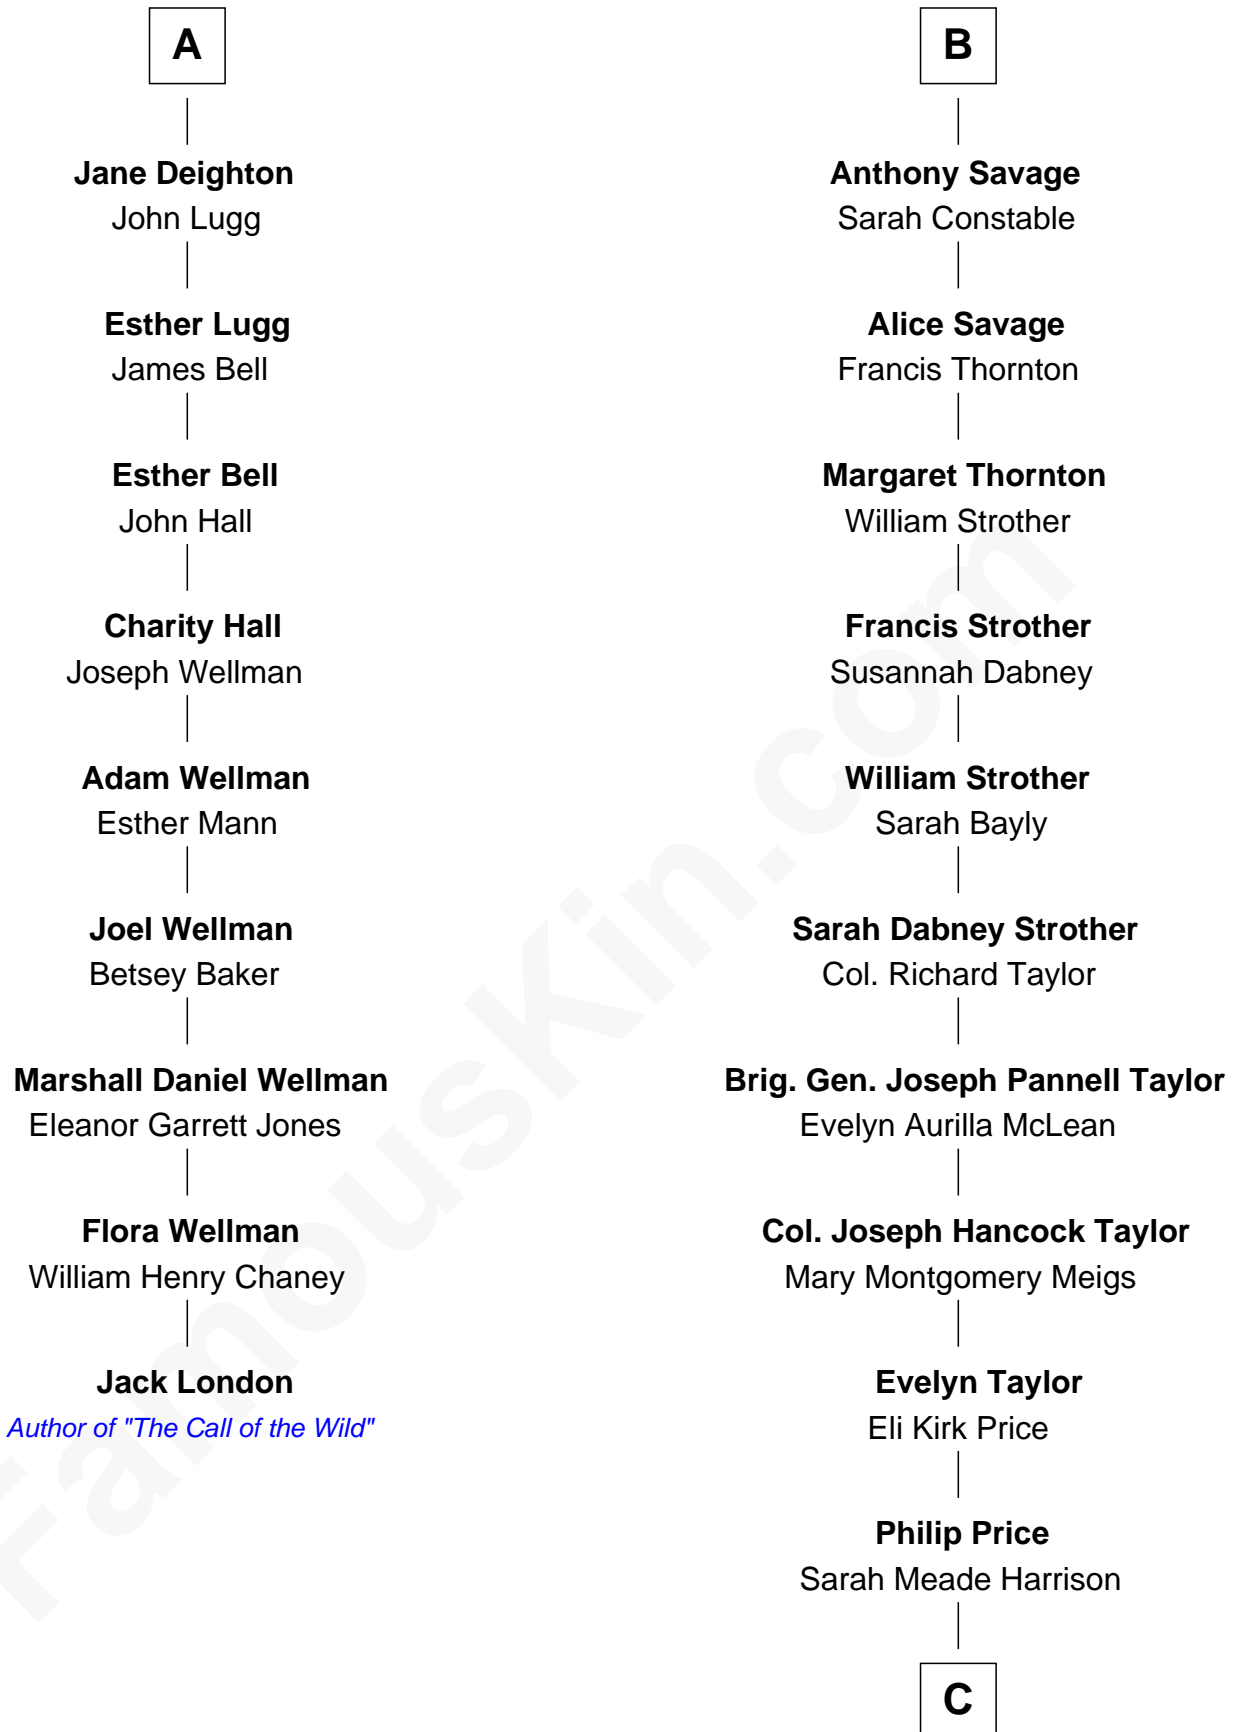 A
Jane Deighton
John Lugg
Esther Lugg
James Bell
Esther Bell
John Hall
Charity Hall
Joseph Wellman
Adam Wellman
Esther Mann
Joel Wellman
Betsey Baker
Marshall Daniel Wellman
Eleanor Garrett Jones
Flora Wellman
William Henry Chaney
Jack London
Author of "The Call of the Wild"
B
Anthony Savage
Sarah Constable
Alice Savage
Francis Thornton
Margaret Thornton
William Strother
Francis Strother
Susannah Dabney
William Strother
Sarah Bayly
Sarah Dabney Strother
Col. Richard Taylor
Brig. Gen. Joseph Pannell Taylor
Evelyn Aurilla McLean
Col. Joseph Hancock Taylor
Mary Montgomery Meigs
Evelyn Taylor
Eli Kirk Price
Philip Price
Sarah Meade Harrison
C
FamousKin.com